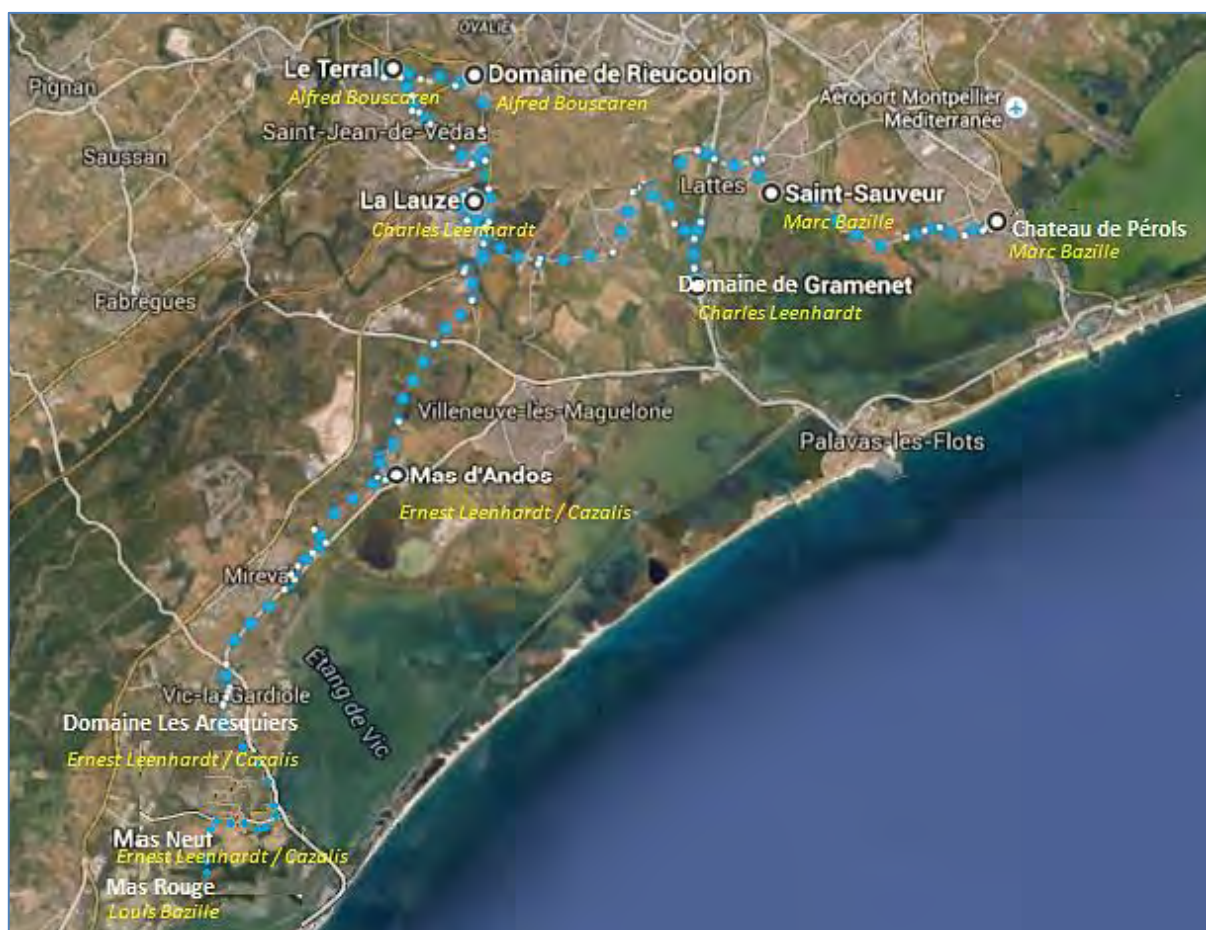 OVALIE
Le Terral
Domaine de Rieucoulon
Pignan
Alfred Bouscaren
Alfred Bouscaren
Aéroport Montpellier
Méditerranée
Saint-Jean-de-Védas
Saussan
Lattes
La Lauze
Saint-Sauveur
Charles Leenhardt
Marc Bazille
Chateau de Pérols
Marc Bazille
Domaine de Gramenet
Fabrègues
Charles Leenhardt
Villeneuve-lès-Maguelone
Palavas-les-Flots
Mas d'Andos
Ernest Leenhardt / Cazalis
Mireval
Étang de Vic
Vic-la-Gardiole
Domaine Les Aresquiers
Ernest Leenhardt / Cazalis
Mas Neuf
Ernest Leenhardt / Cazalis
Mas Rouge
Louis Bazille